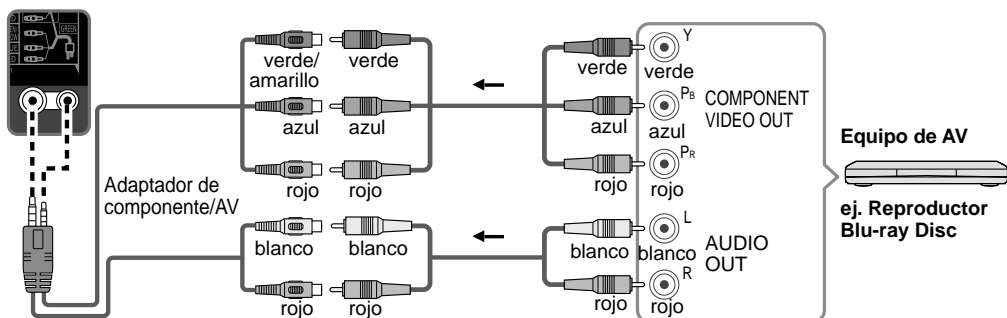 GREEN
verde/
amarillo
verde
verde
Y
verde
azul
azul
azul
PB
azul
COMPONENT
VIDEO OUT
rojo
rojo
rojo
PR
rojo
Adaptador de
componente/AV
Equipo de AV
ej. Reproductor
Blu-ray Disc
blanco
blanco
blanco
L
blanco
AUDIO
OUT
rojo
rojo
rojo
R
rojo